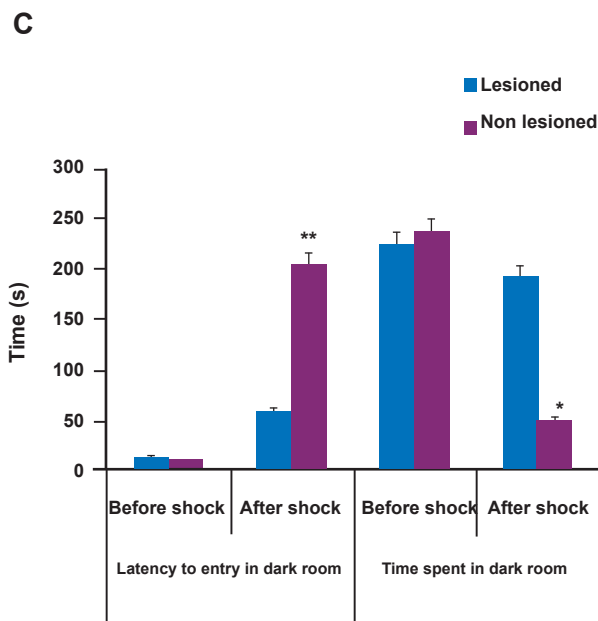 C
Lesioned
Non lesioned
Time (s)
300
250
200
150
100
50
0
**
*
Before shock After shock Before shock After shock
Latency to entry in dark room Time spent in dark room